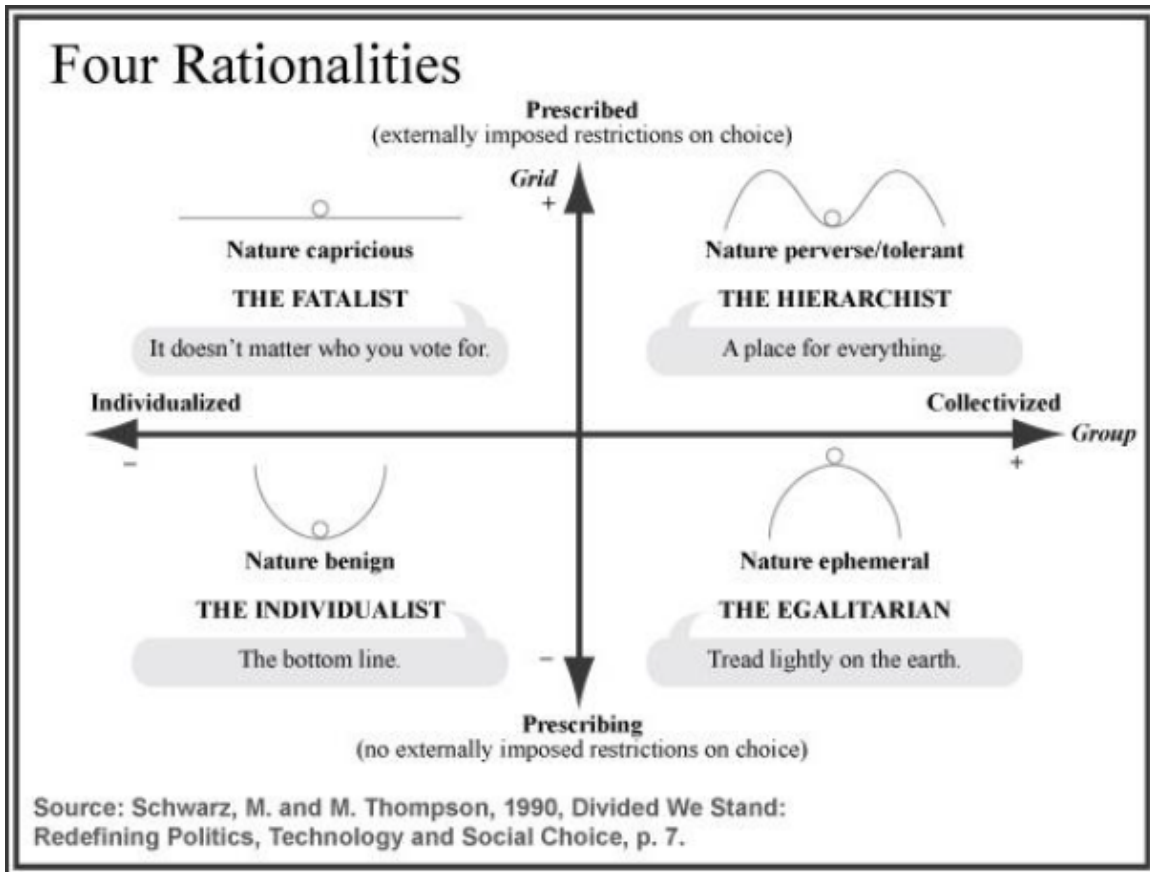 Four Rationalities
Prescribed
(externally imposed restrictions on choice)
Grid
+
Nature capricious
THE FATALIST
It doesn't matter who you vote for.
Nature perverse/tolerant
THE HIERARCHIST
A place for everything.
Individualized
–
Collectivized
Group
+
Nature benign
THE INDIVIDUALIST
The bottom line.
Nature ephemeral
THE EGALITARIAN
Tread lightly on the earth.
–
Prescribing
(no externally imposed restrictions on choice)
Source: Schwarz, M. and M. Thompson, 1990, Divided We Stand:
Redefining Politics, Technology and Social Choice, p. 7.